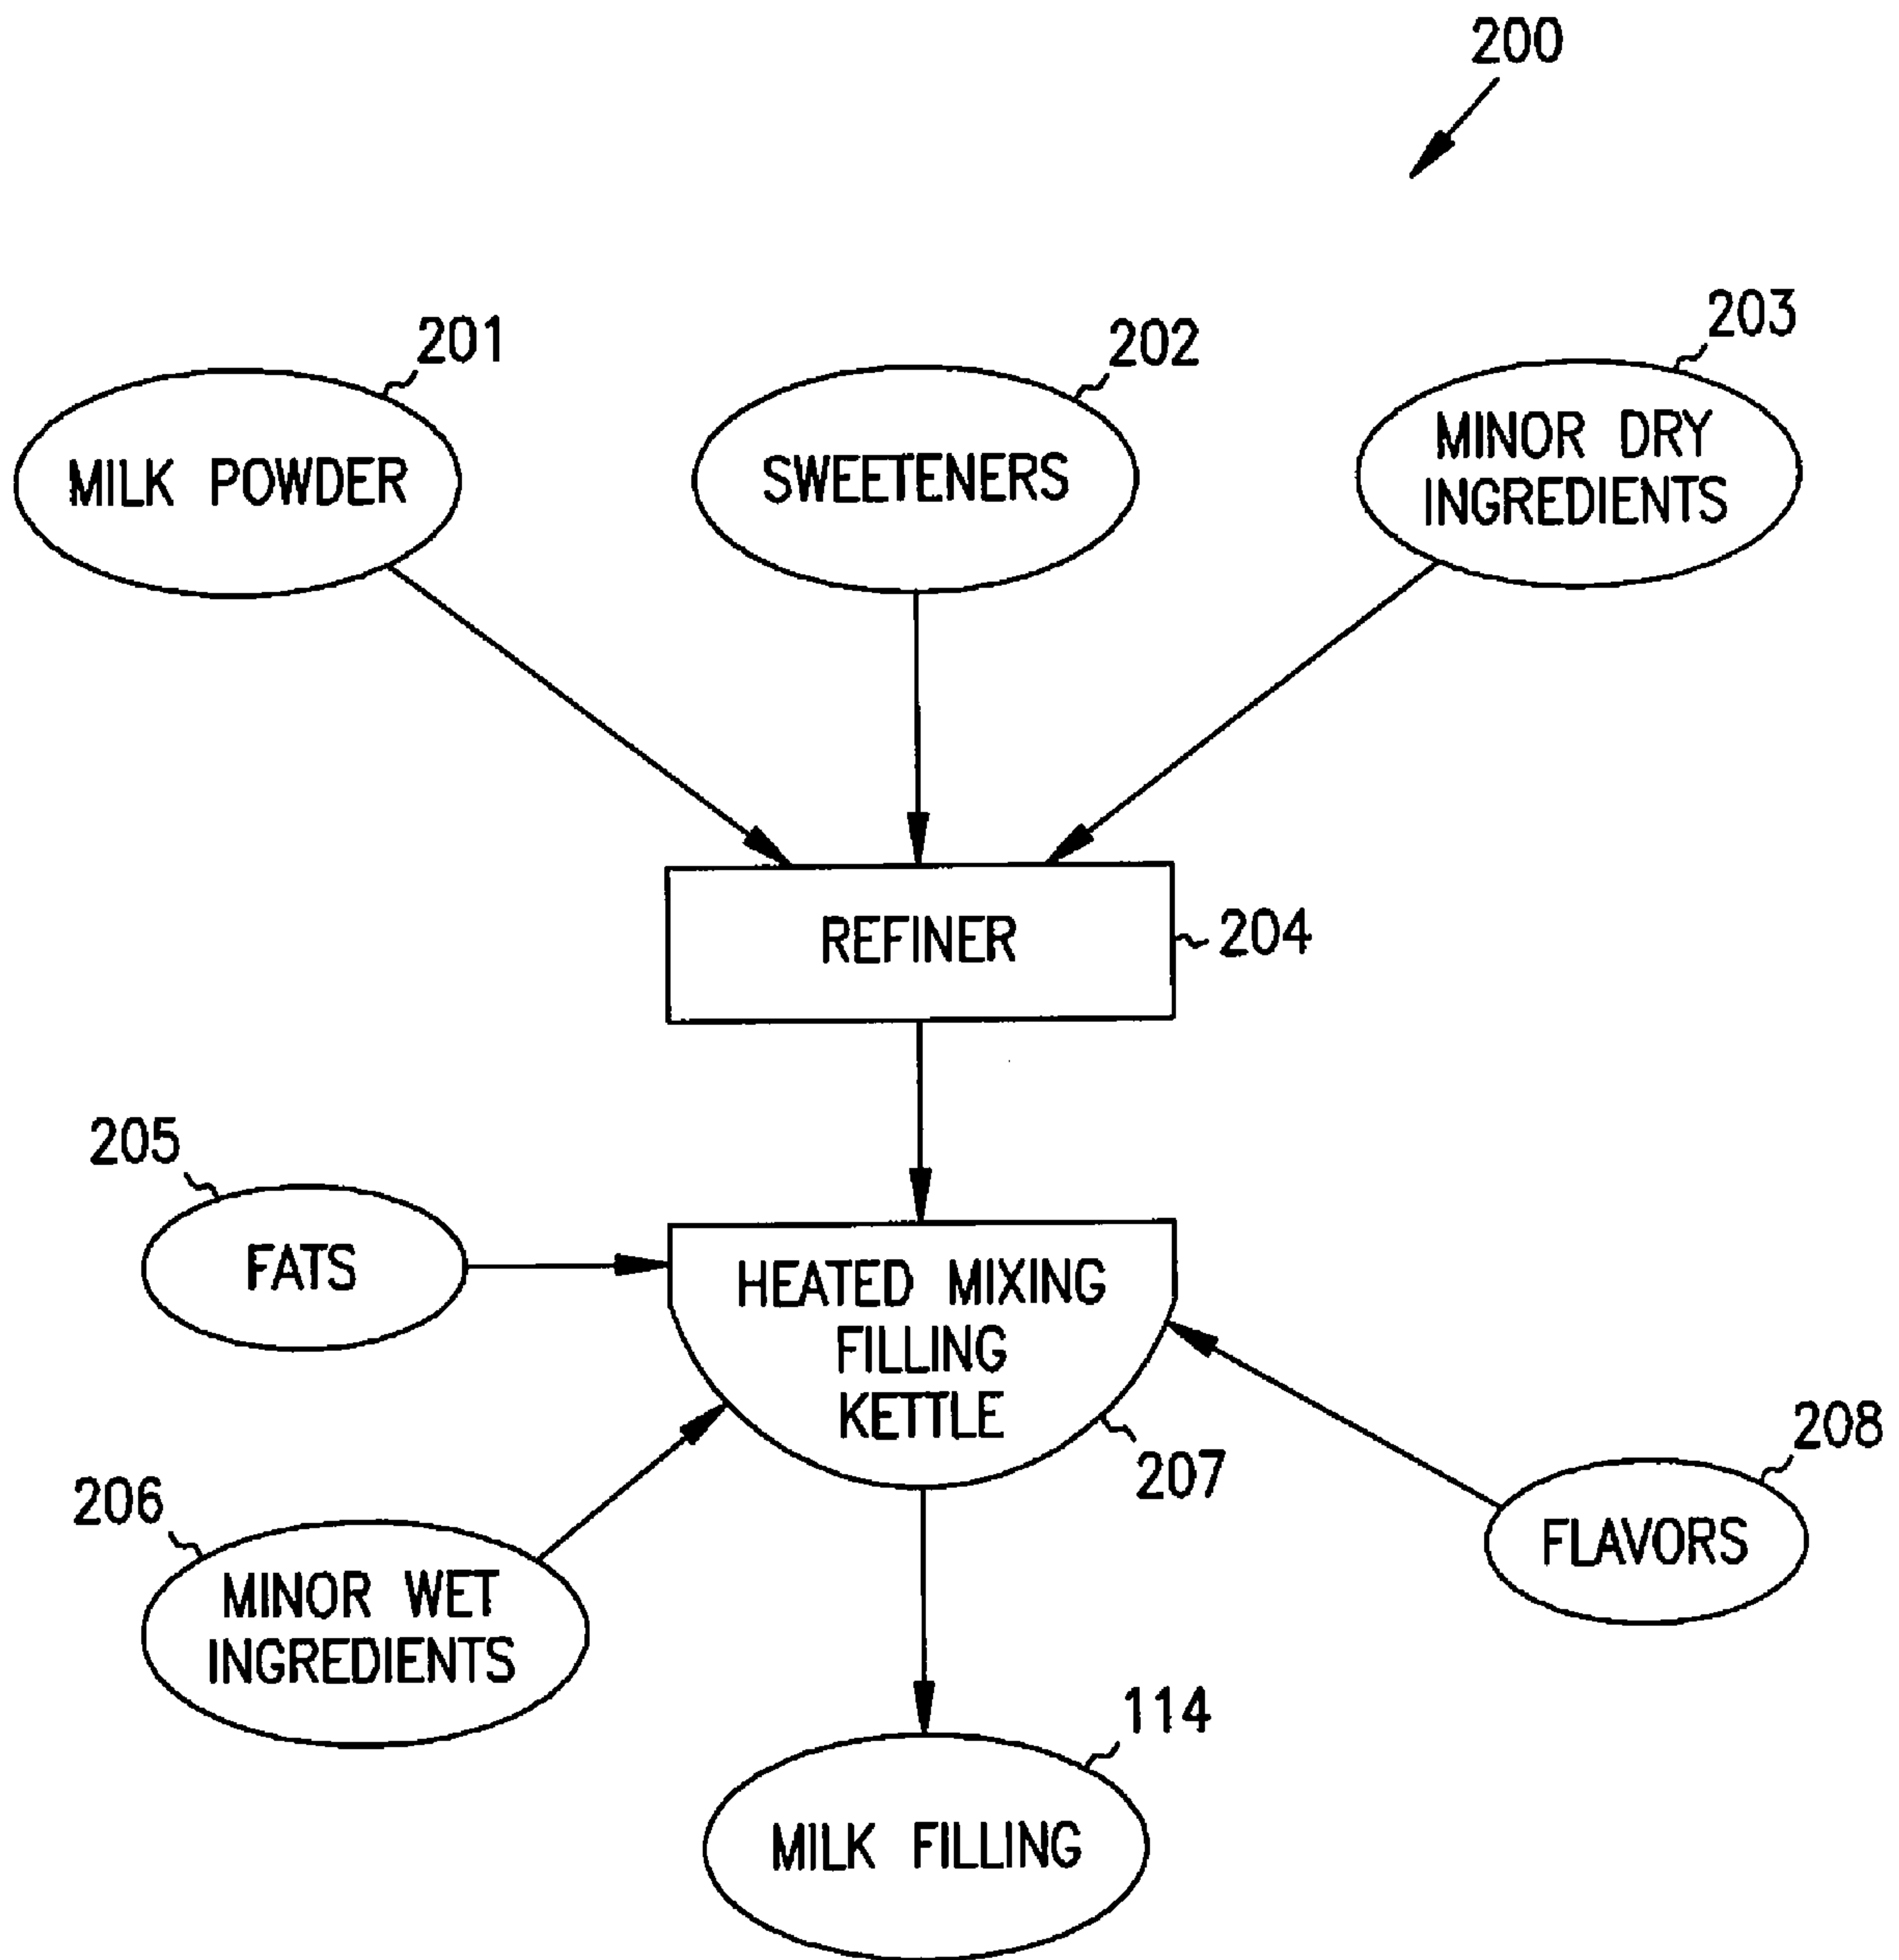 200
201
202
203
MILK POWDER
SWEETENERS
MINOR DRY
INGREDIENTS
REFINER
204
205
FATS
HEATED MIXING
FILLING
KETTLE
207
208
206
FLAVORS
MINOR WET
INGREDIENTS
114
MILK FILLING